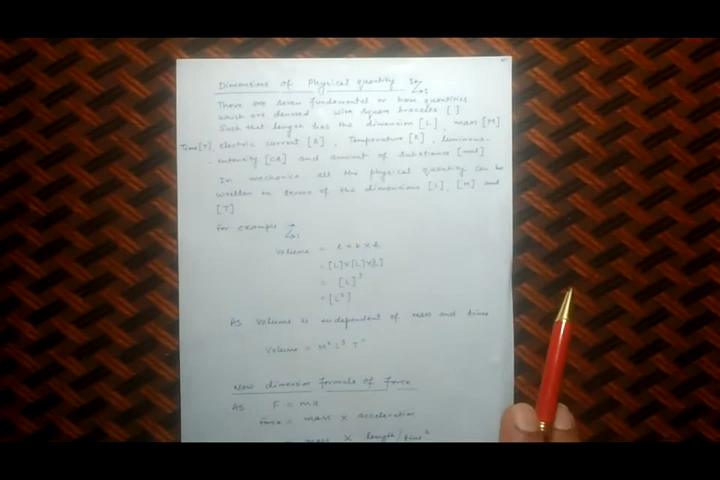 Dimensions of Physical quantity
There are seven fundamental or base quantities
which are denoted with square brackets [ ]
Such that length has the dimension [L], mass [M]
Time [T], electric current [A], Temperature [K], luminous
intensity [Cd] and amount of substance [mol]
In mechanics all the physical quantity can be
written in terms of the dimensions [L], [M] and
[T]
For example
Volume = l × b × h
= [L]×[L]×[L]
= [L]³
= [L³]
As volume is independent of mass and time
Volume = M° L³ T°
Now dimension formula of force
As F = ma
Force = mass × acceleration
= mass × length/time²